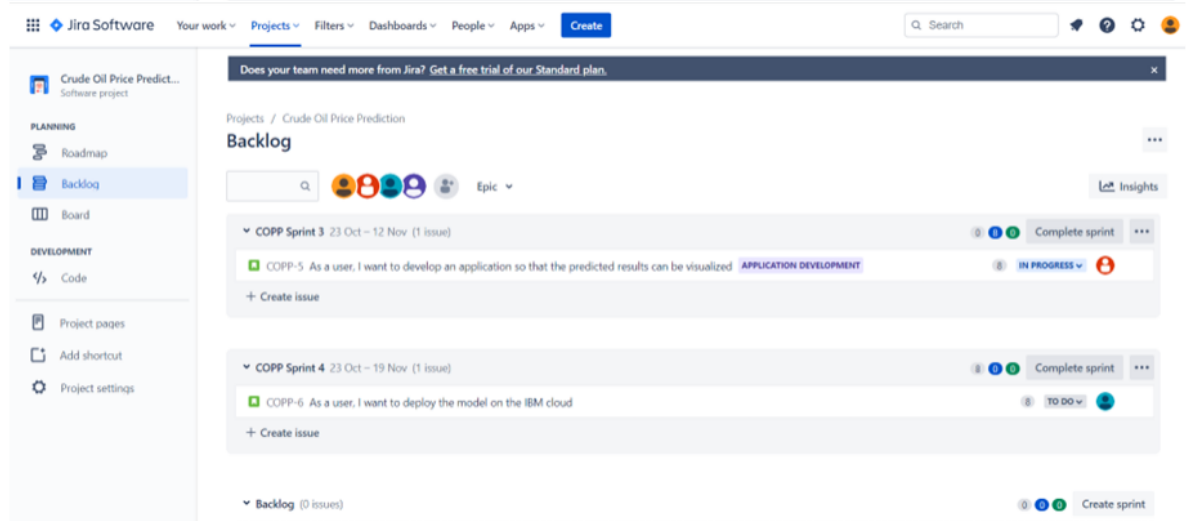 Jira Software Your work Projects Filters Dashboards People Apps Create Search
Does your team need more from Jira? Get a free trial of our Standard plan.
Crude Oil Price Predict...
Software project
Projects / Crude Oil Price Prediction
Backlog
PLANNING
Roadmap
Backlog
Board
DEVELOPMENT
Code
Project pages
Add shortcut
Project settings
Epic
Insights
COPP Sprint 3 23 Oct – 12 Nov (1 issue) 0 8 0 Complete sprint
COPP-5 As a user, I want to develop an application so that the predicted results can be visualized APPLICATION DEVELOPMENT 8 IN PROGRESS
+ Create issue
COPP Sprint 4 23 Oct – 19 Nov (1 issue) 8 0 0 Complete sprint
COPP-6 As a user, I want to deploy the model on the IBM cloud 8 TO DO
+ Create issue
Backlog (0 issues) 0 0 0 Create sprint